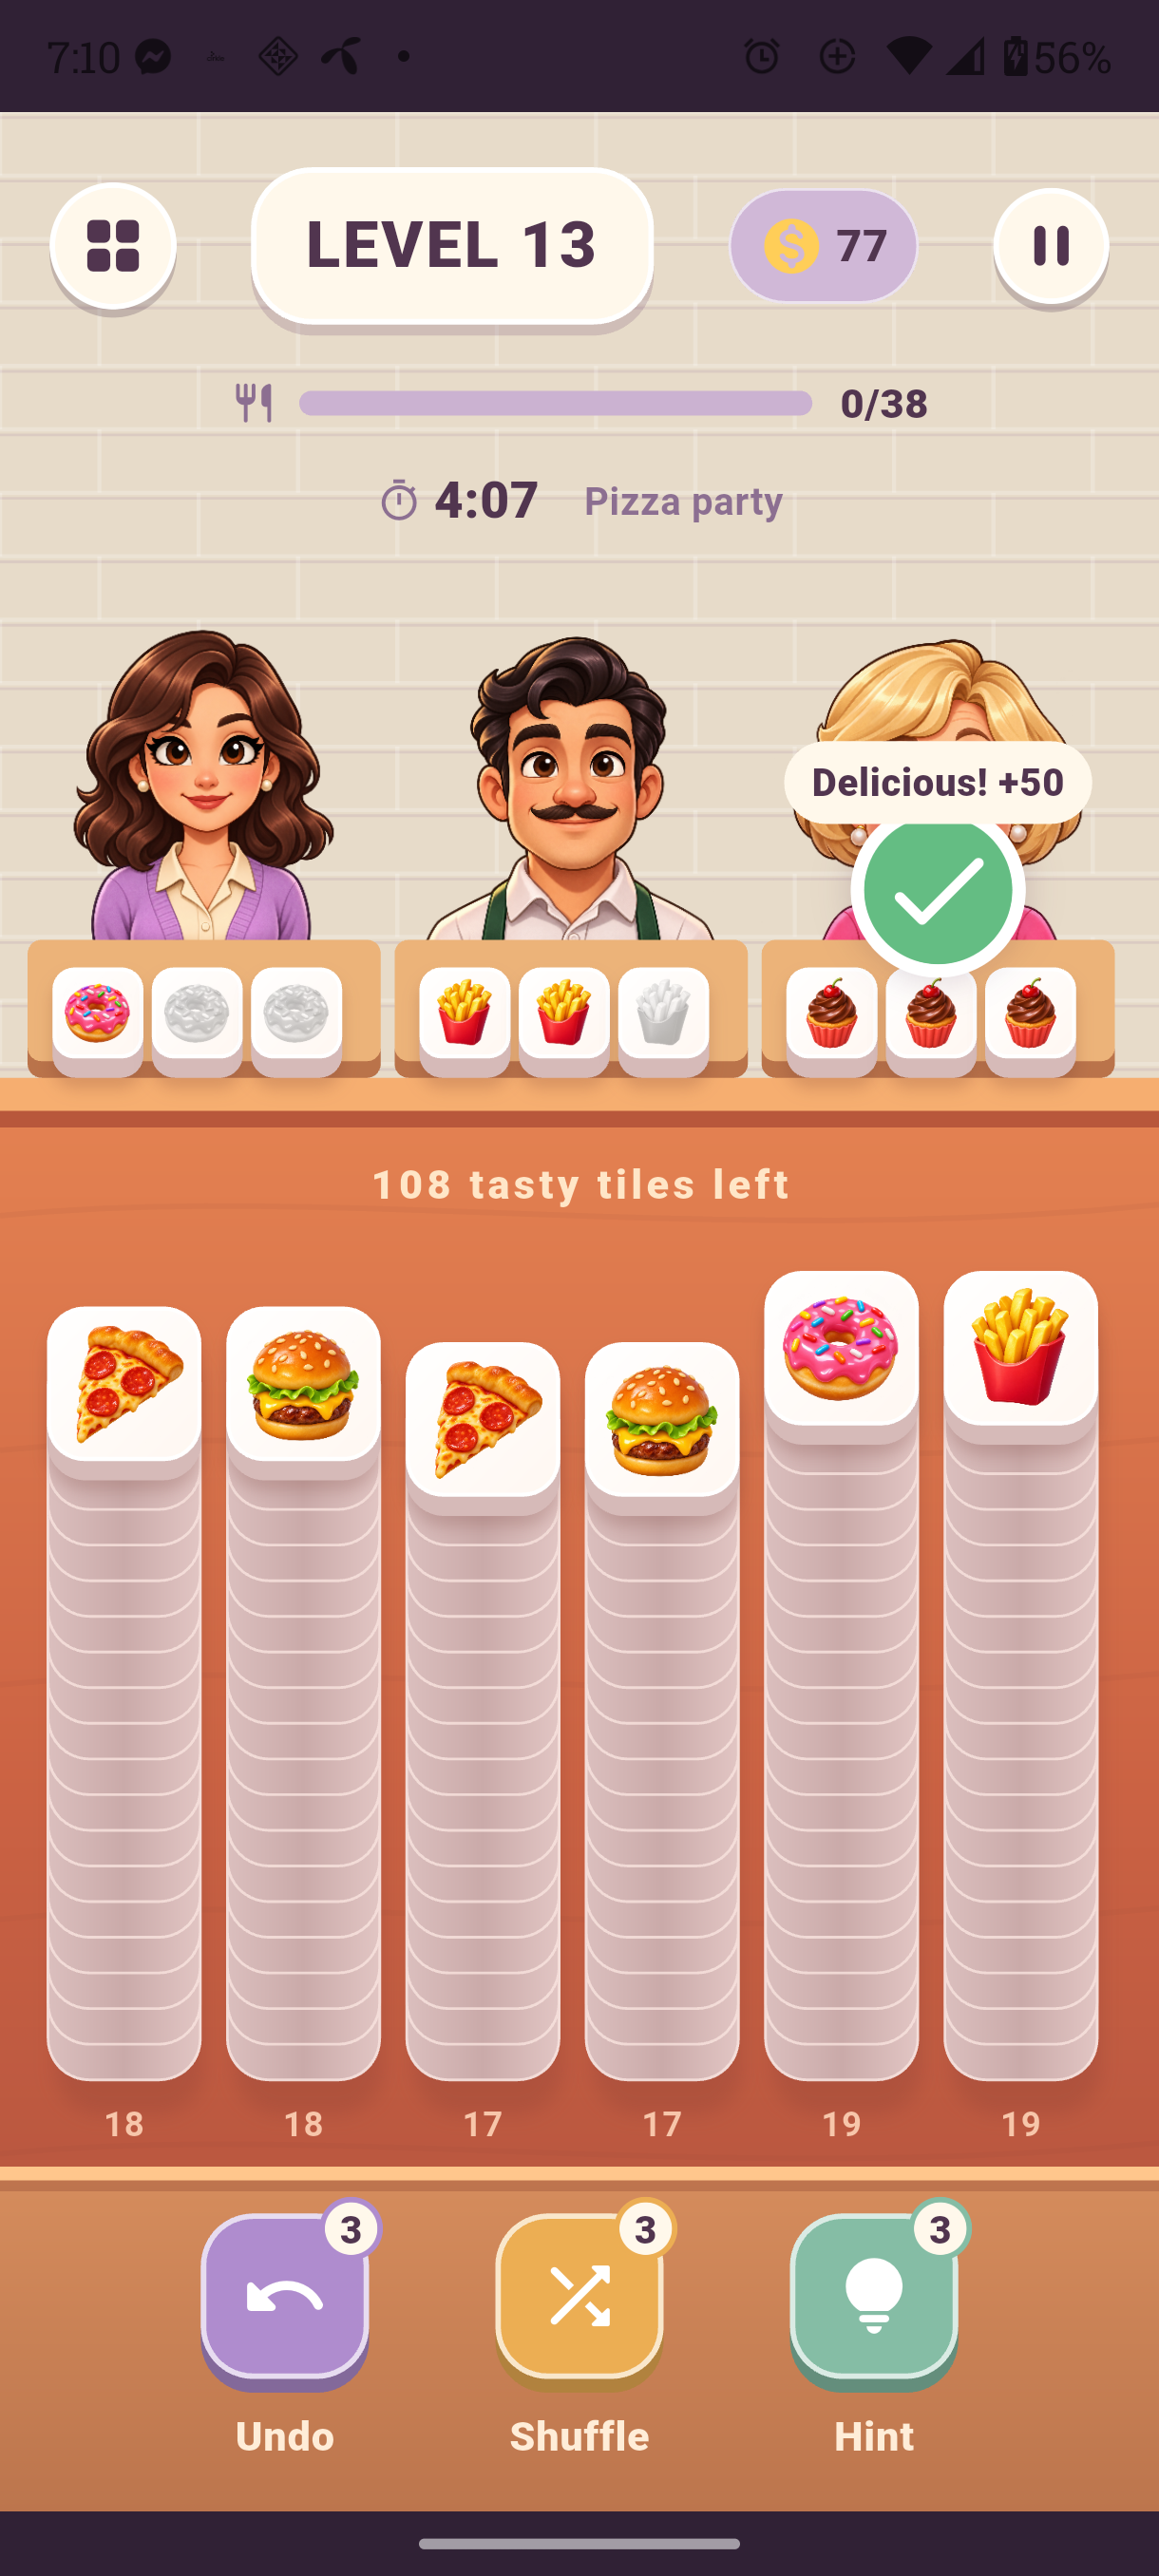 7:10
56%
LEVEL 13
77
0/38
4:07 Pizza party
Delicious! +50
108 tasty tiles left
18 18 17 17 19 19
3 3 3
Undo Shuffle Hint